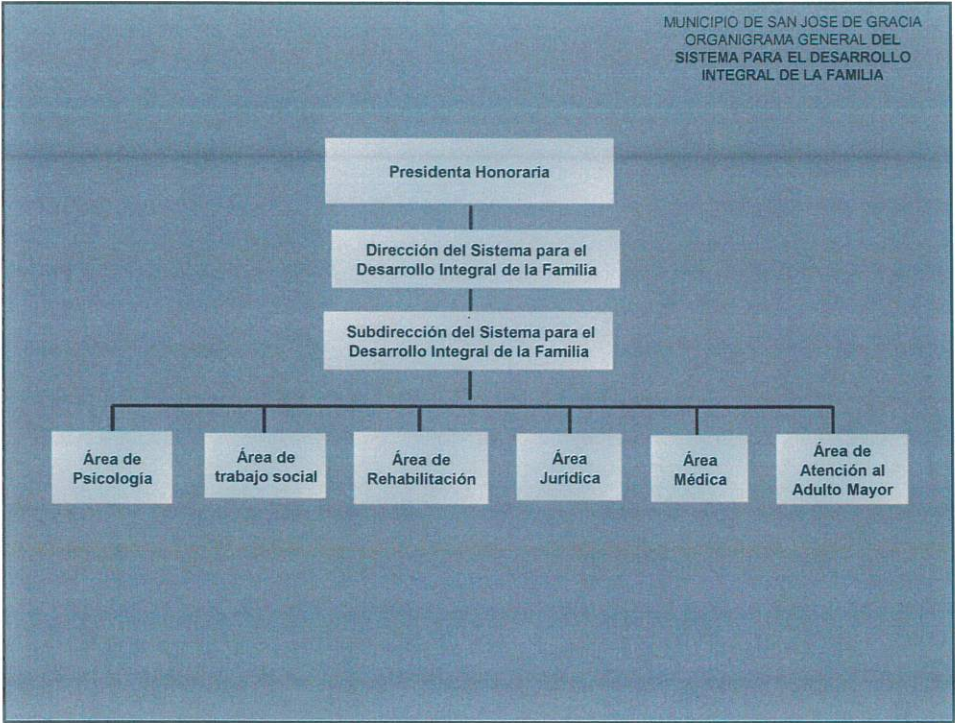 MUNICIPIO DE SAN JOSE DE GRACIA
ORGANIGRAMA GENERAL DEL
SISTEMA PARA EL DESARROLLO
INTEGRAL DE LA FAMILIA
Presidenta Honoraria
Dirección del Sistema para el
Desarrollo Integral de la Familia
Subdirección del Sistema para el
Desarrollo Integral de la Familia
Área de
Psicología
Área de
trabajo social
Área de
Rehabilitación
Área
Jurídica
Área
Médica
Área de
Atención al
Adulto Mayor